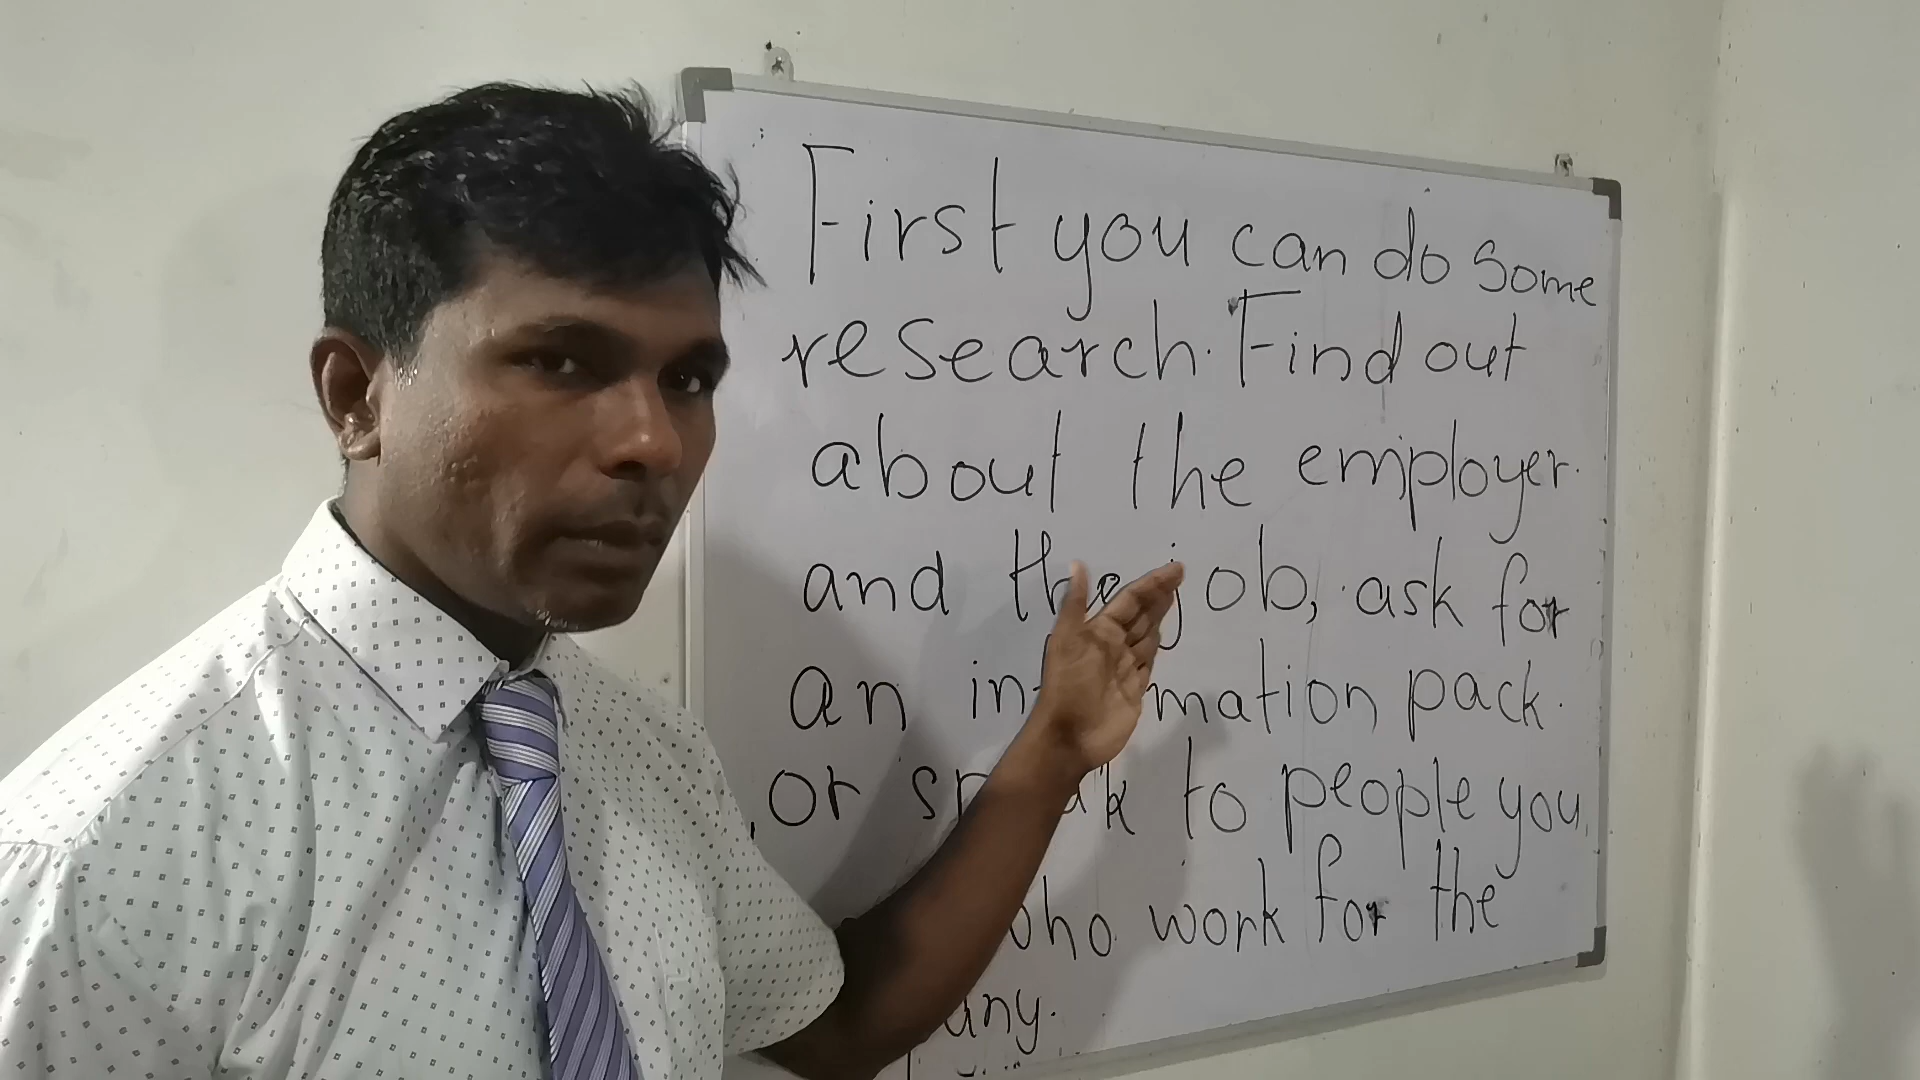 First you can do some
research. Find out
about the employer.
and the job, ask for
an information pack.
or speak to people you
who work for the
any.